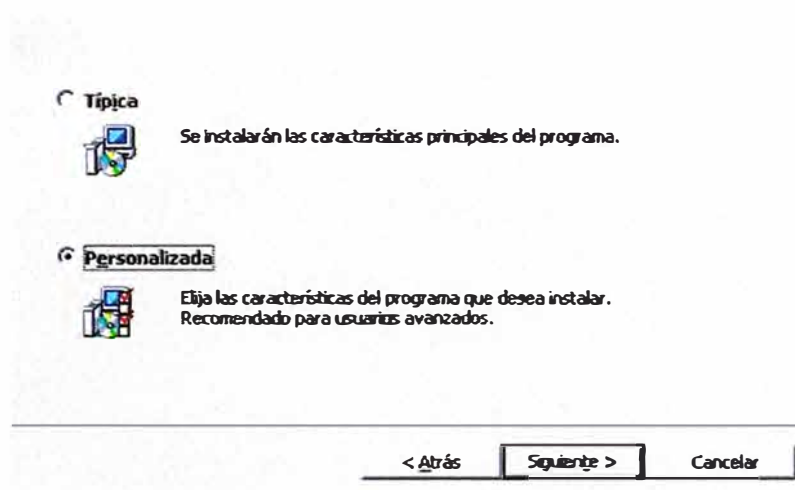 Típica
Se instalarán las características principales del programa.
Personalizada
Elija las características del programa que desea instalar.
Recomendado para usuarios avanzados.
< Atrás
Siguiente >
Cancelar